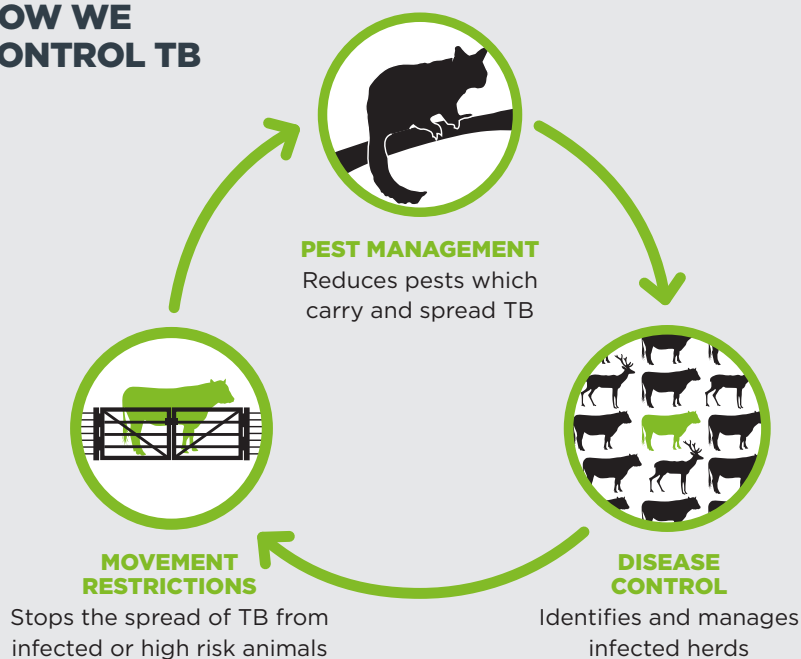 OW WE
ONTROL TB
PEST MANAGEMENT
Reduces pests which
carry and spread TB
MOVEMENT
RESTRICTIONS
Stops the spread of TB from
infected or high risk animals
DISEASE
CONTROL
Identifies and manages
infected herds